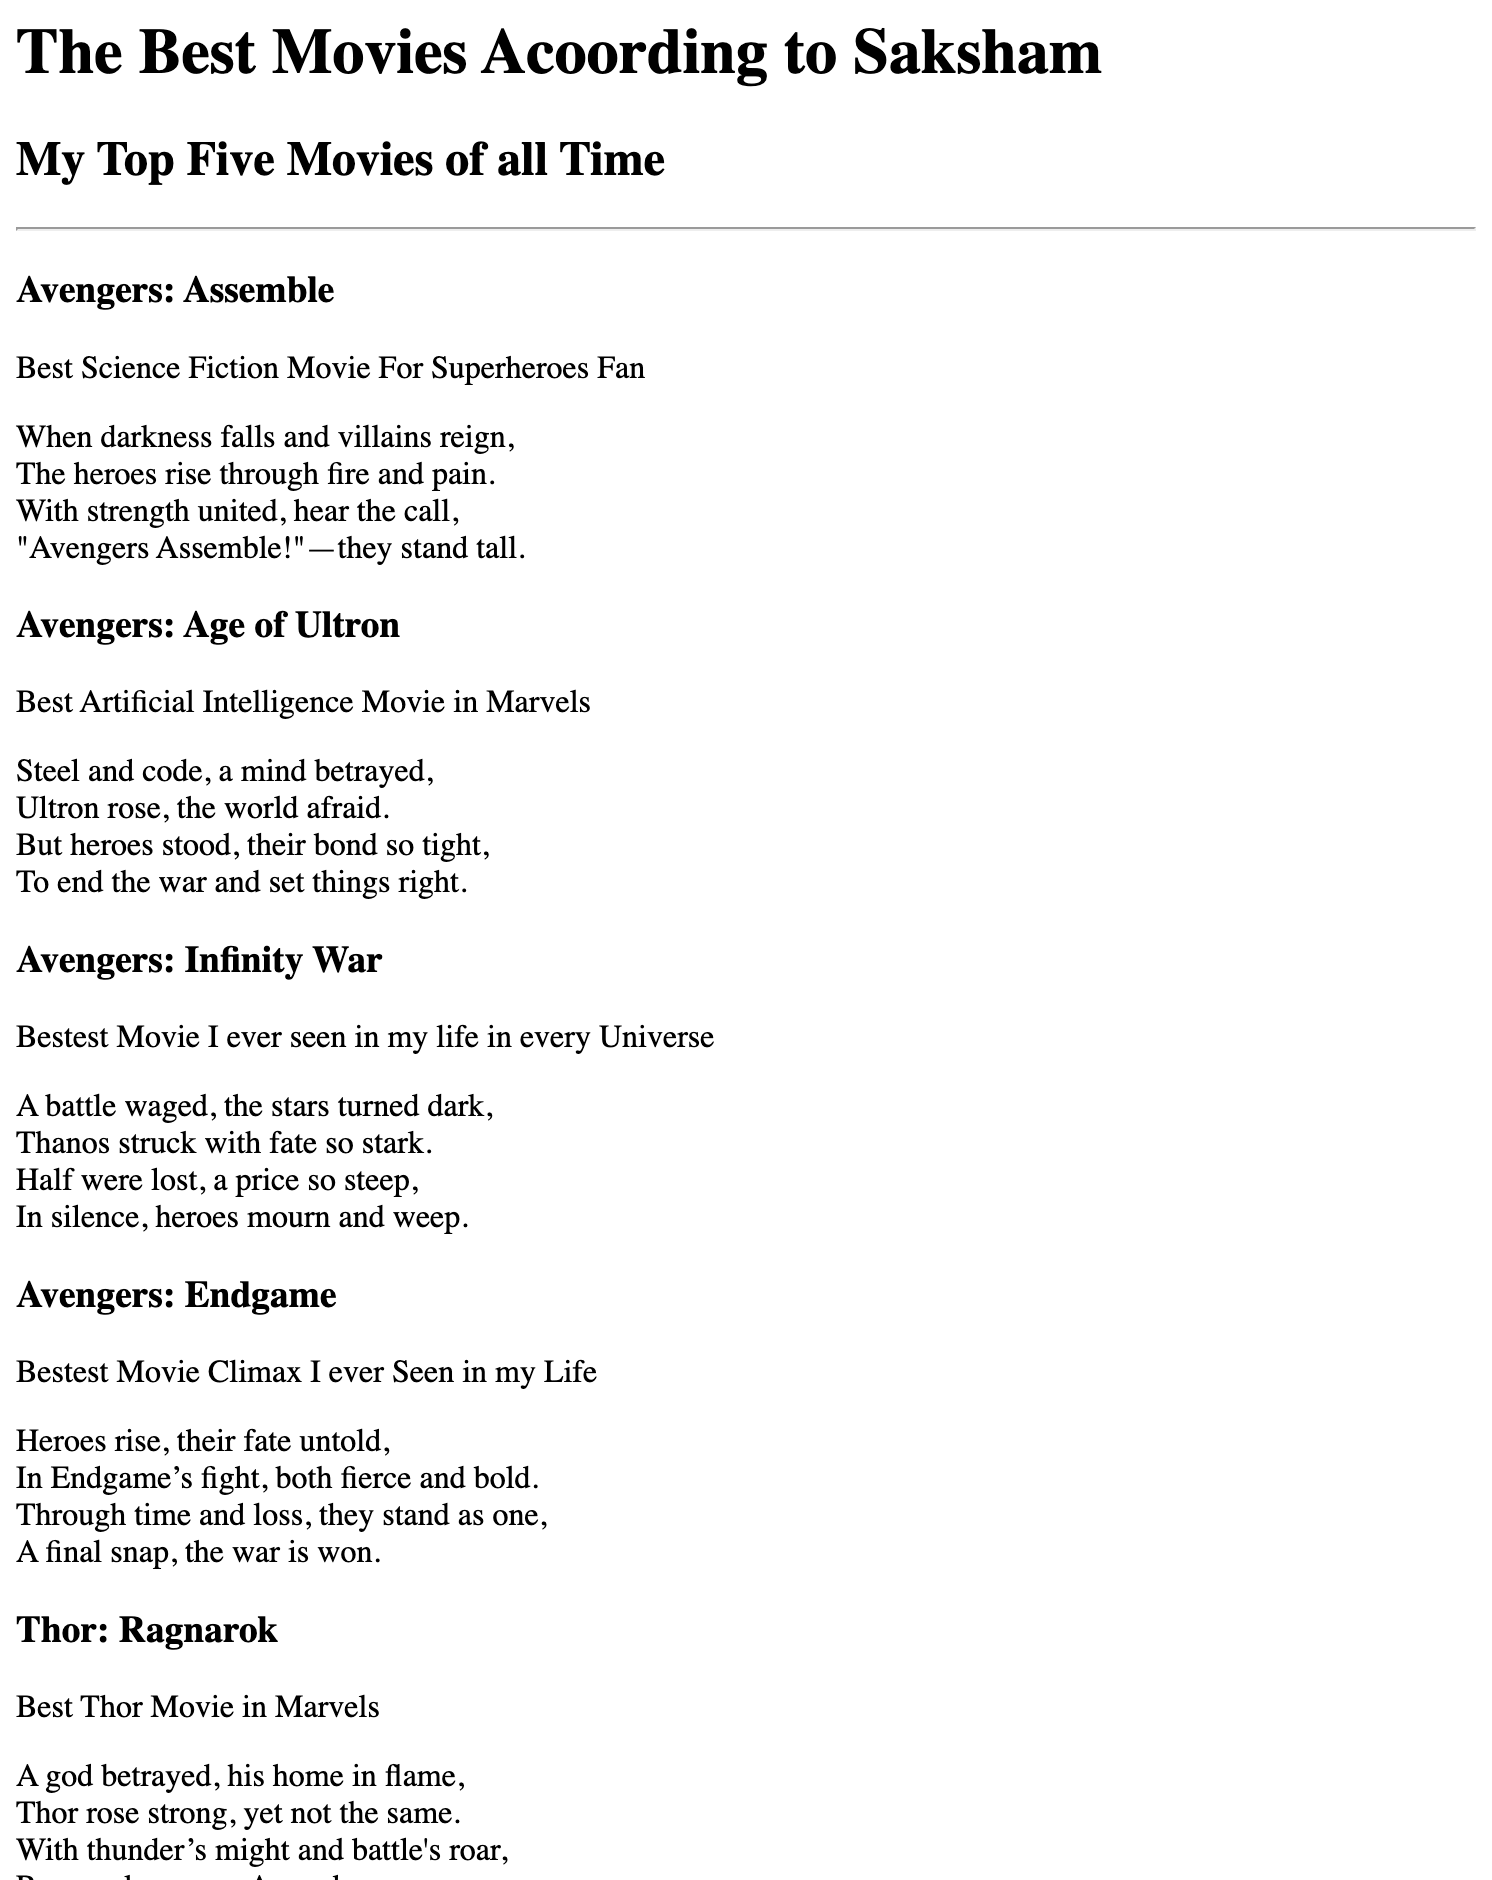 The Best Movies Acoording to Saksham
My Top Five Movies of all Time
Avengers: Assemble
Best Science Fiction Movie For Superheroes Fan
When darkness falls and villains reign,
The heroes rise through fire and pain.
With strength united, hear the call,
"Avengers Assemble!"—they stand tall.
Avengers: Age of Ultron
Best Artificial Intelligence Movie in Marvels
Steel and code, a mind betrayed,
Ultron rose, the world afraid.
But heroes stood, their bond so tight,
To end the war and set things right.
Avengers: Infinity War
Bestest Movie I ever seen in my life in every Universe
A battle waged, the stars turned dark,
Thanos struck with fate so stark.
Half were lost, a price so steep,
In silence, heroes mourn and weep.
Avengers: Endgame
Bestest Movie Climax I ever Seen in my Life
Heroes rise, their fate untold,
In Endgame’s fight, both fierce and bold.
Through time and loss, they stand as one,
A final snap, the war is won.
Thor: Ragnarok
Best Thor Movie in Marvels
A god betrayed, his home in flame,
Thor rose strong, yet not the same.
With thunder’s might and battle's roar,